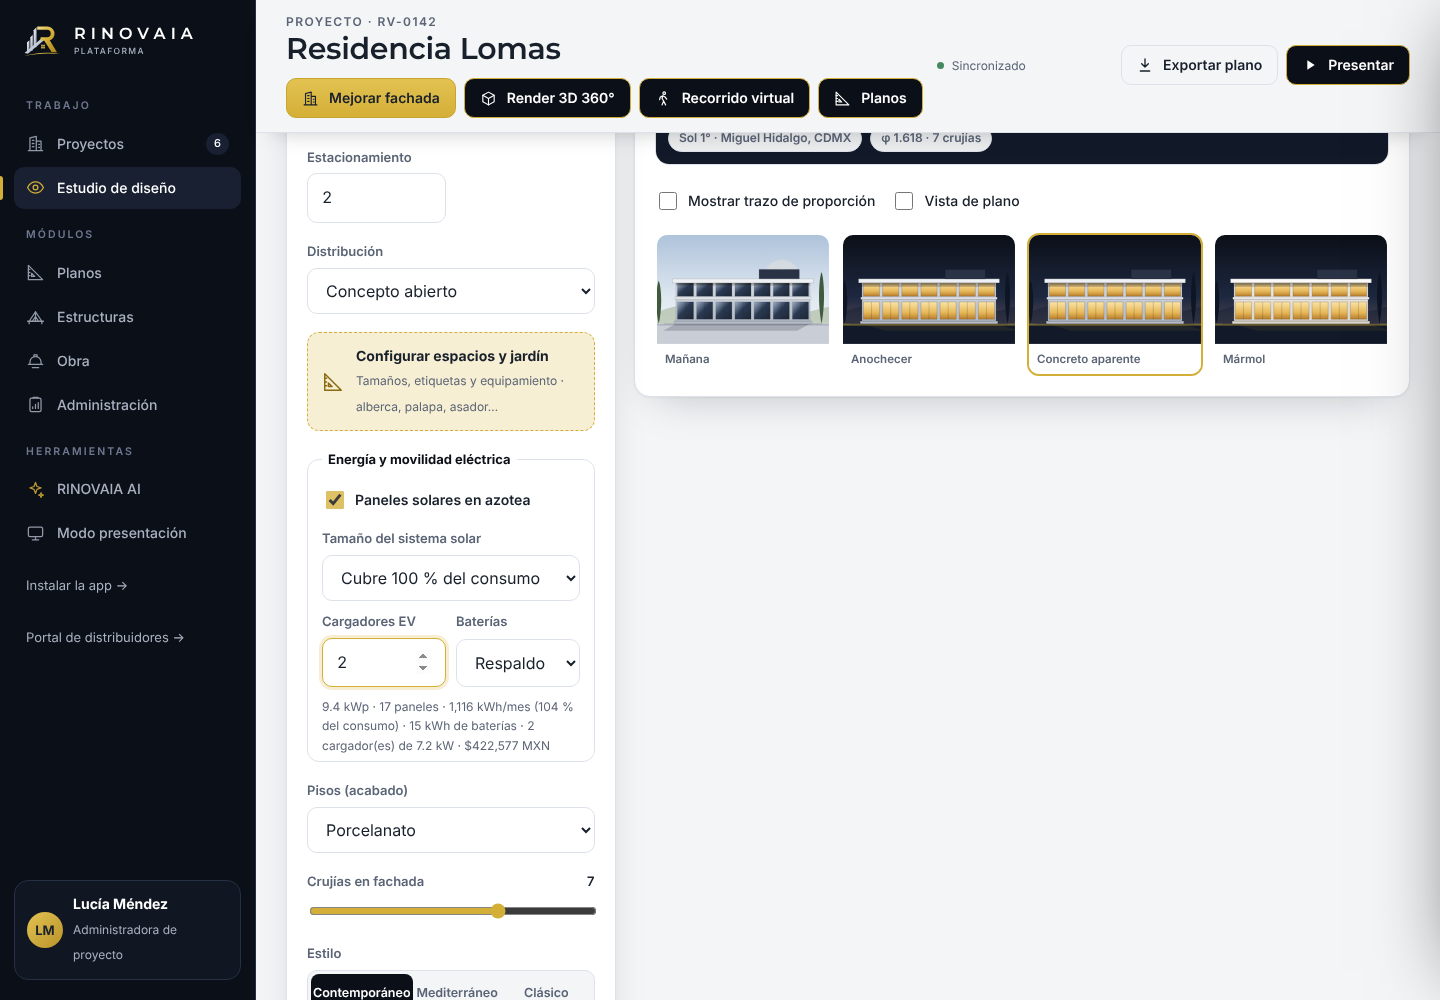 RINOVAIA
PLATAFORMA
TRABAJO
Proyectos
6
Estudio de diseño
MÓDULOS
Planos
Estructuras
Obra
Administración
HERRAMIENTAS
RINOVAIA AI
Modo presentación
Instalar la app →
Portal de distribuidores →
LM
Lucía Méndez
Administradora de
proyecto
PROYECTO · RV-0142
Residencia Lomas
Mejorar fachada
Render 3D 360°
Recorrido virtual
Planos
Sincronizado
Exportar plano
Presentar
Estacionamiento
2
Distribución
Concepto abierto
Configurar espacios y jardín
Tamaños, etiquetas y equipamiento ·
alberca, palapa, asador…
Energía y movilidad eléctrica
Paneles solares en azotea
Tamaño del sistema solar
Cubre 100 % del consumo
Cargadores EV
Baterías
2
Respaldo
9.4 kWp · 17 paneles · 1,116 kWh/mes (104 %
del consumo) · 15 kWh de baterías · 2
cargador(es) de 7.2 kW · $422,577 MXN
Pisos (acabado)
Porcelanato
Crujías en fachada
7
Estilo
Contemporáneo
Mediterráneo
Clásico
Sol 1° · Miguel Hidalgo, CDMX
φ 1.618 · 7 crujías
Mostrar trazo de proporción
Vista de plano
Mañana
Anochecer
Concreto aparente
Mármol